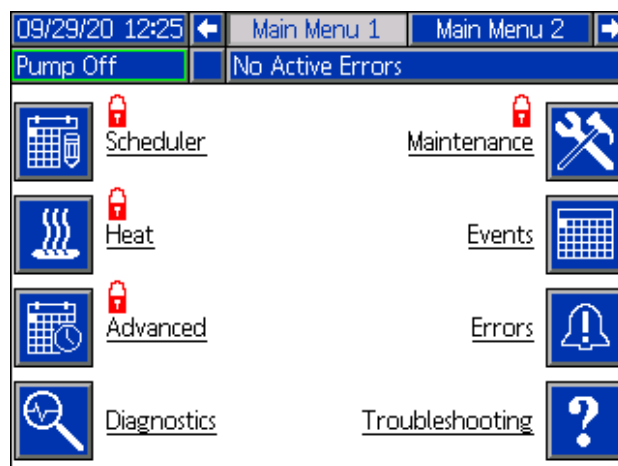 09/29/20 12:25 Main Menu 1 Main Menu 2
Pump Off No Active Errors
Scheduler Maintenance
Heat Events
Advanced Errors
Diagnostics Troubleshooting